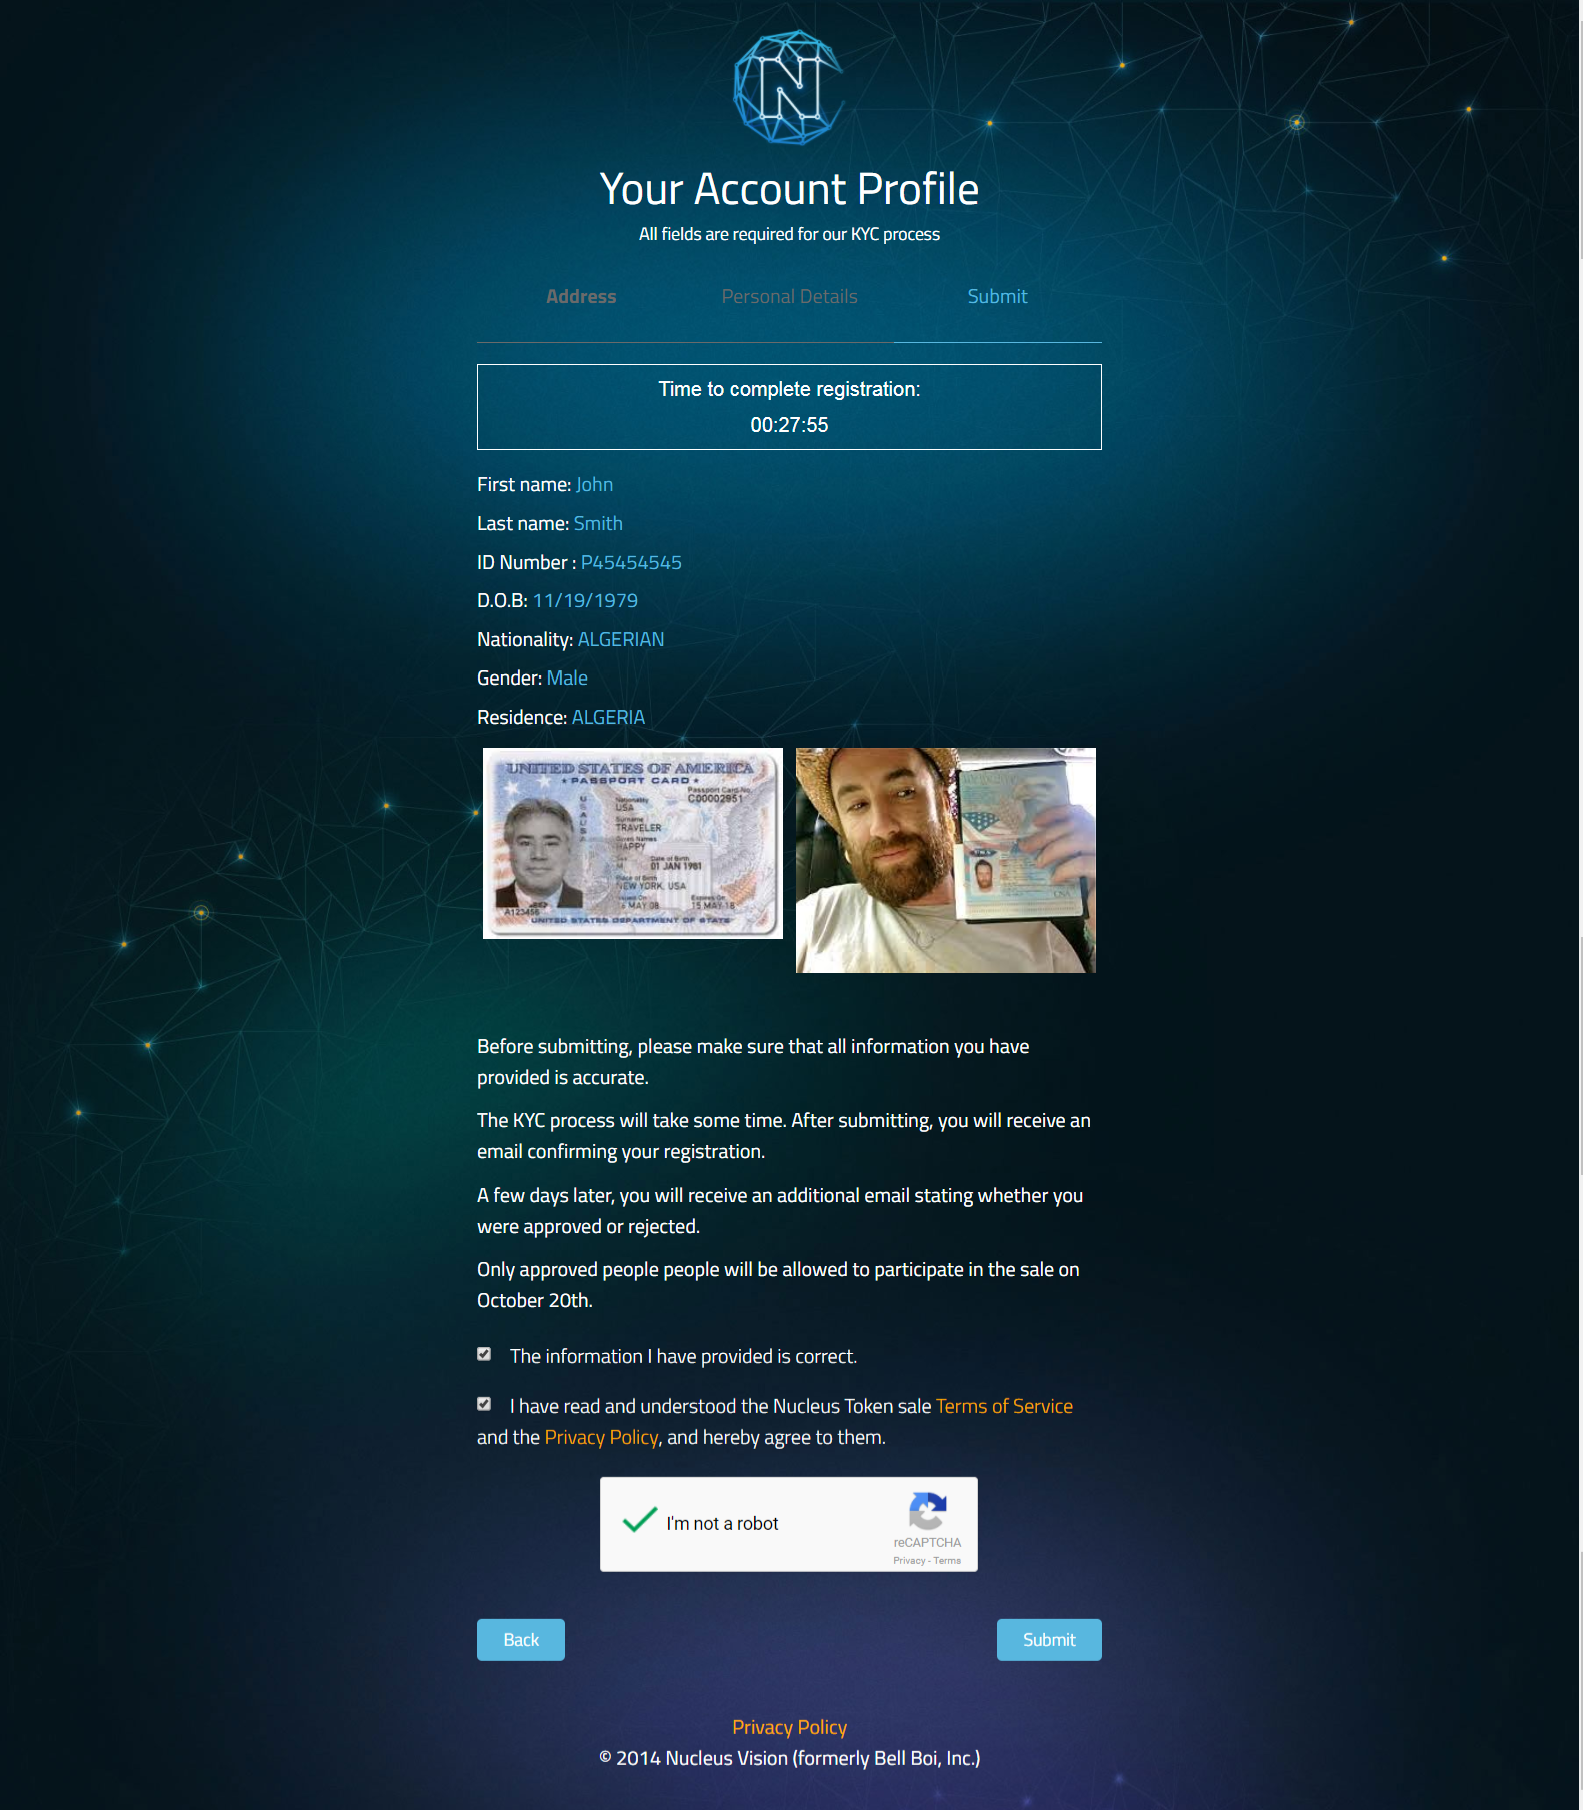 N
Your Account Profile
All fields are required for our KYC process
Address Personal Details Submit
Time to complete registration:
00:27:55
First name: John
Last name: Smith
ID Number : P45454545
D.O.B: 11/19/1979
Nationality: ALGERIAN
Gender: Male
Residence: ALGERIA
UNITED STATES OF AMERICA
★ PASSPORT CARD ★
Passport Card No.
C00002951
USA
Nationality
USA
Surname
TRAVELER
Given Names
HAPPY
Sex Date of Birth
M 01 JAN 1981
Place of Birth
NEW YORK, USA
Issued On Expires On
MAY 08 15 MAY 18
A123456
UNITED STATES DEPARTMENT OF STATE
Before submitting, please make sure that all information you have
provided is accurate.
The KYC process will take some time. After submitting, you will receive an
email confirming your registration.
A few days later, you will receive an additional email stating whether you
were approved or rejected.
Only approved people people will be allowed to participate in the sale on
October 20th.
The information I have provided is correct.
I have read and understood the Nucleus Token sale Terms of Service
and the Privacy Policy, and hereby agree to them.
I'm not a robot
reCAPTCHA
Privacy - Terms
Back Submit
Privacy Policy
© 2014 Nucleus Vision (formerly Bell Boi, Inc.)